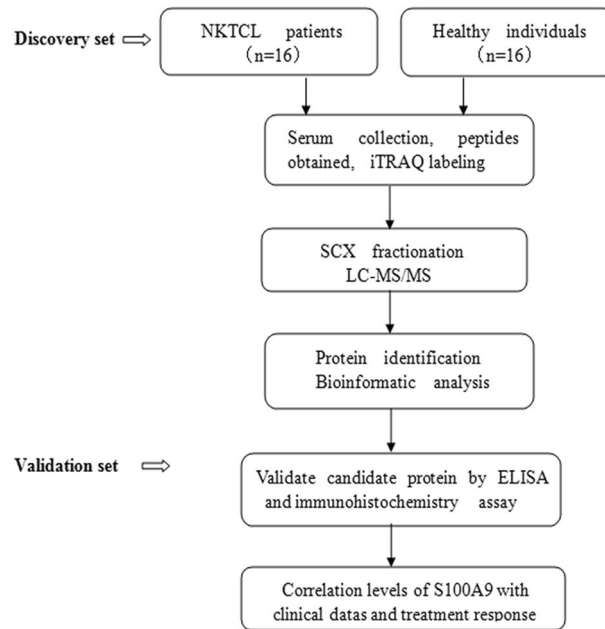 Discovery set
NKTCL patients
(n=16)
Healthy individuals
(n=16)
Serum collection, peptides
obtained, iTRAQ labeling
SCX fractionation
LC-MS/MS
Protein identification
Bioinformatic analysis
Validation set
Validate candidate protein by ELISA
and immunohistochemistry assay
Correlation levels of S100A9 with
clinical datas and treatment response